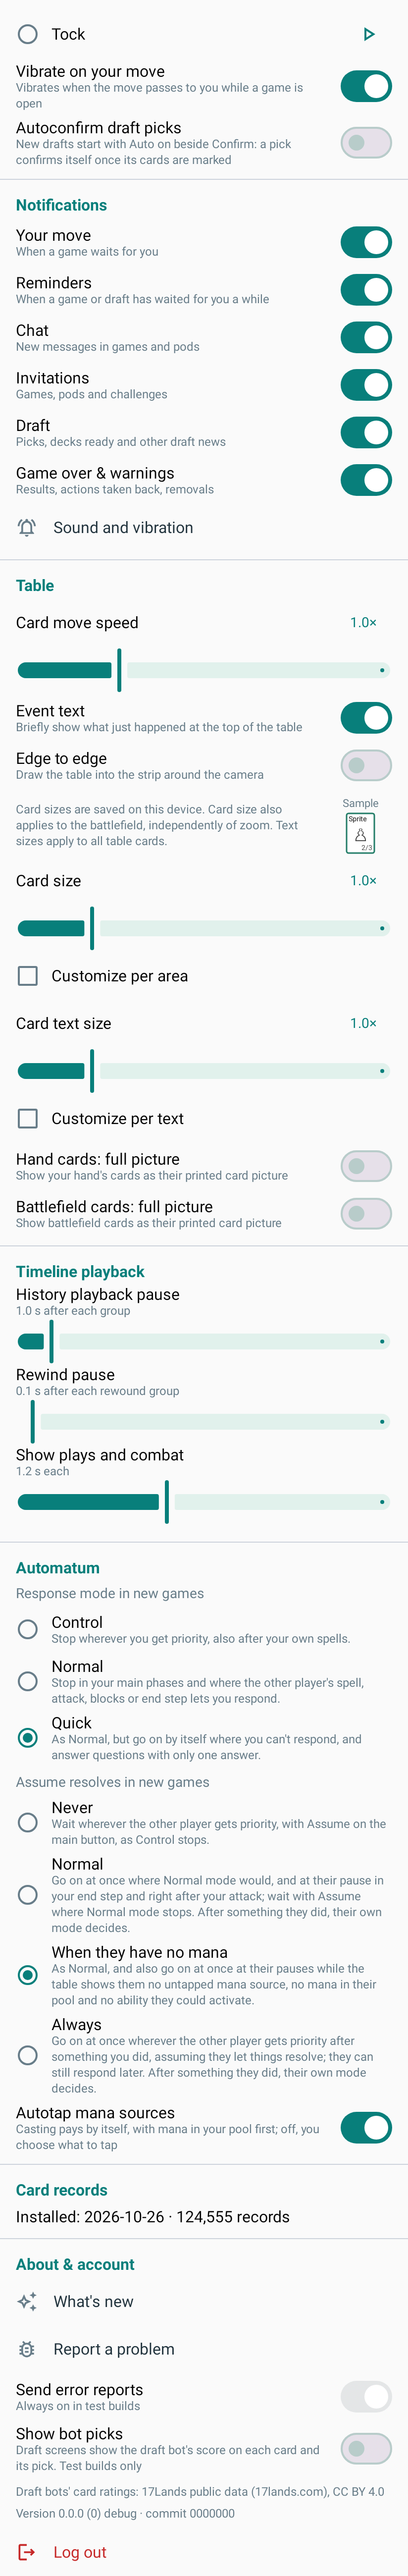 Tock
Vibrate on your move
Vibrates when the move passes to you while a game is
open
Autoconfirm draft picks
New drafts start with Auto on beside Confirm: a pick
confirms itself once its cards are marked
Notifications
Your move
When a game waits for you
Reminders
When a game or draft has waited for you a while
Chat
New messages in games and pods
Invitations
Games, pods and challenges
Draft
Picks, decks ready and other draft news
Game over & warnings
Results, actions taken back, removals
Sound and vibration
Table
Card move speed 1.0×
Event text
Briefly show what just happened at the top of the table
Edge to edge
Draw the table into the strip around the camera
Card sizes are saved on this device. Card size also
applies to the battlefield, independently of zoom. Text
sizes apply to all table cards.
Sample
Sprite
2/3
Card size 1.0×
Customize per area
Card text size 1.0×
Customize per text
Hand cards: full picture
Show your hand's cards as their printed card picture
Battlefield cards: full picture
Show battlefield cards as their printed card picture
Timeline playback
History playback pause
1.0 s after each group
Rewind pause
0.1 s after each rewound group
Show plays and combat
1.2 s each
Automatum
Response mode in new games
Control
Stop wherever you get priority, also after your own spells.
Normal
Stop in your main phases and where the other player's spell,
attack, blocks or end step lets you respond.
Quick
As Normal, but go on by itself where you can't respond, and
answer questions with only one answer.
Assume resolves in new games
Never
Wait wherever the other player gets priority, with Assume on the
main button, as Control stops.
Normal
Go on at once where Normal mode would, and at their pause in
your end step and right after your attack; wait with Assume
where Normal mode stops. After something they did, their own
mode decides.
When they have no mana
As Normal, and also go on at once at their pauses while the
table shows them no untapped mana source, no mana in their
pool and no ability they could activate.
Always
Go on at once wherever the other player gets priority after
something you did, assuming they let things resolve; they can
still respond later. After something they did, their own mode
decides.
Autotap mana sources
Casting pays by itself, with mana in your pool first; off, you
choose what to tap
Card records
Installed: 2026-10-26 · 124,555 records
About & account
What's new
Report a problem
Send error reports
Always on in test builds
Show bot picks
Draft screens show the draft bot's score on each card and
its pick. Test builds only
Draft bots' card ratings: 17Lands public data (17lands.com), CC BY 4.0
Version 0.0.0 (0) debug · commit 0000000
Log out